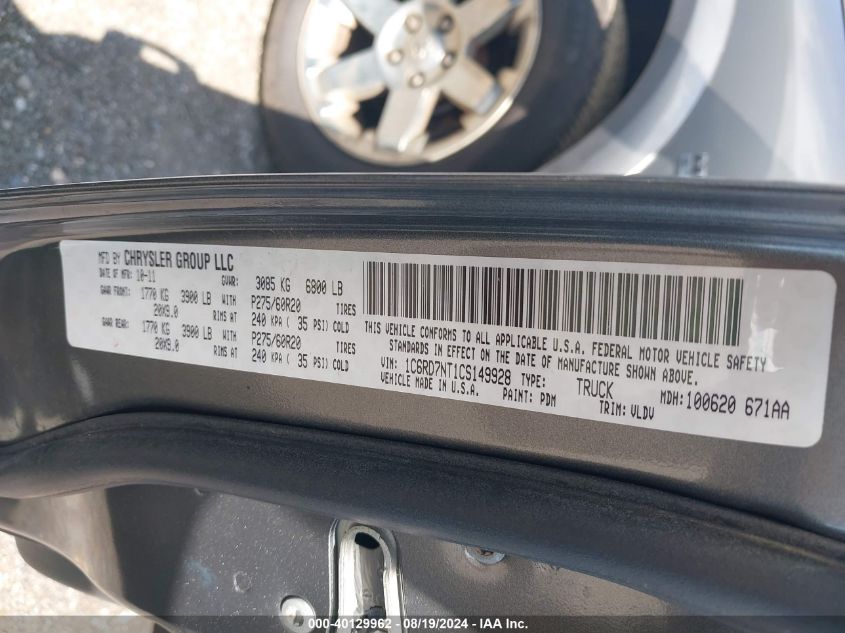 MFD BY CHRYSLER GROUP LLC
DATE OF MFR: 10-11 GVWR: 3085 KG 6800 LB
GAWR FRONT: 1770 KG 3900 LB WITH P275/60R20 TIRES
20X9.0 RIMS AT 240 KPA ( 35 PSI) COLD
GAWR REAR: 1770 KG 3900 LB WITH P275/60R20 TIRES
20X9.0 RIMS AT 240 KPA ( 35 PSI) COLD
THIS VEHICLE CONFORMS TO ALL APPLICABLE U.S.A. FEDERAL MOTOR VEHICLE SAFETY
STANDARDS IN EFFECT ON THE DATE OF MANUFACTURE SHOWN ABOVE.
VIN: 1C6RD7NT1CS149928 TYPE: TRUCK MDH:100620 671AA
VEHICLE MADE IN U.S.A. PAINT: PDM TRIM: VLDV
000-40129962 - 08/19/2024 - IAA Inc.